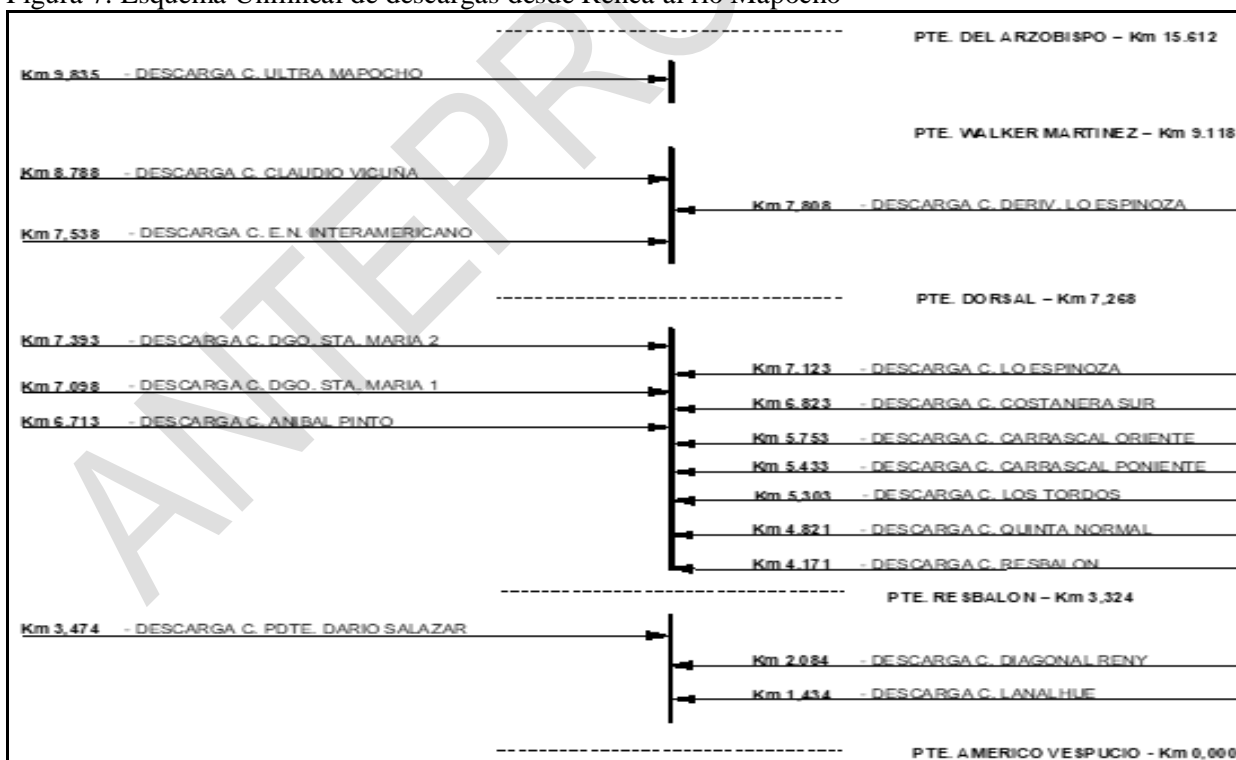 Figura 7. Esquema Unifilineal de descargas desde Renca al río Mapocho
PTE. DEL ARZOBISPO – Km 15.612
Km 9,835 - DESCARGA C. ULTRA MAPOCHO
PTE. WALKER MARTINEZ – Km 9.118
Km 8.788 - DESCARGA C. CLAUDIO VICUÑA
Km 7,808 - DESCARGA C. DERIV. LO ESPINOZA
Km 7,538 - DESCARGA C. E.N. INTERAMERICANO
PTE. DORSAL – Km 7,268
Km 7.393 - DESCARGA C. DGO. STA. MARIA 2
Km 7.123 - DESCARGA C. LO ESPINOZA
Km 7.098 - DESCARGA C. DGO. STA. MARIA 1
Km 6.823 - DESCARGA C. COSTANERA SUR
Km 6.713 - DESCARGA C. ANIBAL PINTO
Km 5.753 - DESCARGA C. CARRASCAL ORIENTE
Km 5.433 - DESCARGA C. CARRASCAL PONIENTE
Km 5,303 - DESCARGA C. LOS TORDOS
Km 4.821 - DESCARGA C. QUINTA NORMAL
Km 4.171 - DESCARGA C. RESBALON
PTE. RESBALON – Km 3,324
Km 3,474 - DESCARGA C. PDTE. DARIO SALAZAR
Km 2.084 - DESCARGA C. DIAGONAL RENY
Km 1,434 - DESCARGA C. LANALHUE
PTE. AMERICO VESPUCIO - Km 0,000
ANTEPRO